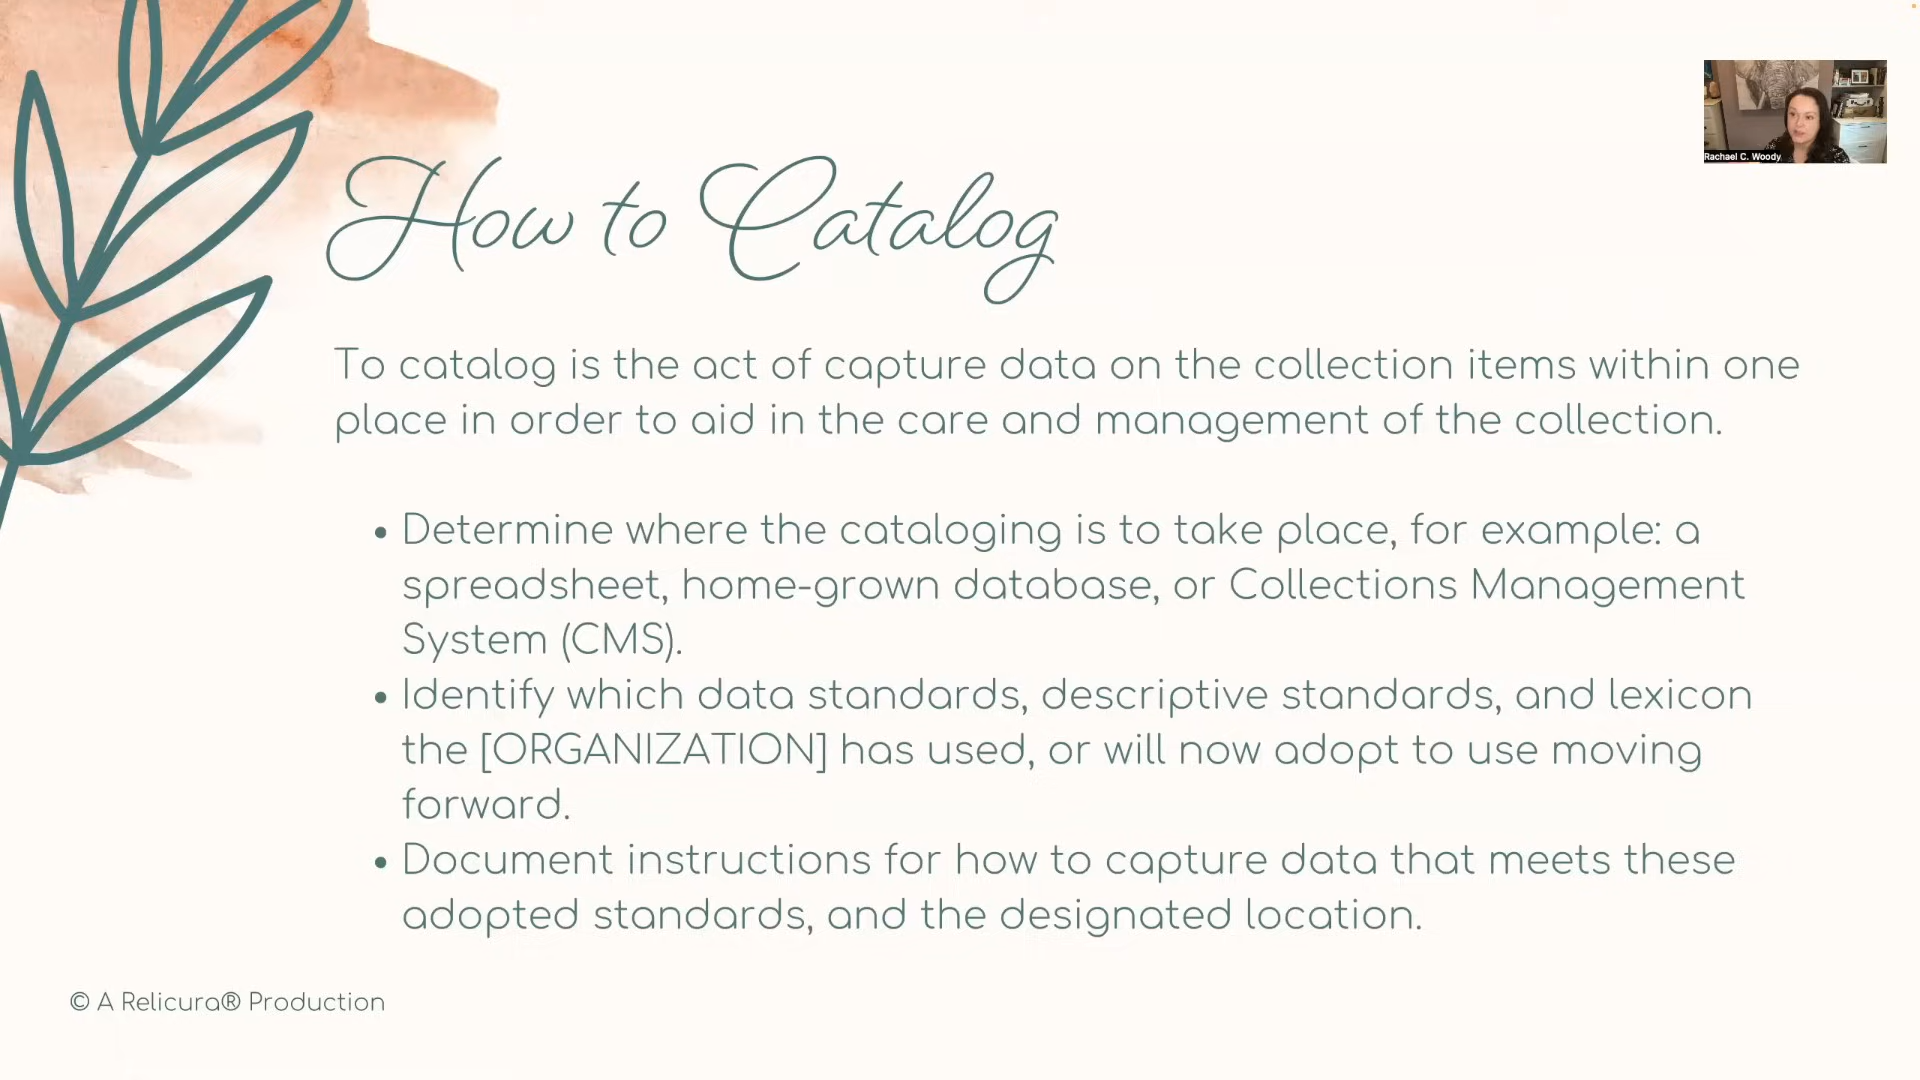 Rachael C. Woody
How to Catalog
To catalog is the act of capture data on the collection items within one
place in order to aid in the care and management of the collection.
• Determine where the cataloging is to take place, for example: a
spreadsheet, home-grown database, or Collections Management
System (CMS).
• Identify which data standards, descriptive standards, and lexicon
the [ORGANIZATION] has used, or will now adopt to use moving
forward.
• Document instructions for how to capture data that meets these
adopted standards, and the designated location.
© A Relicura® Production